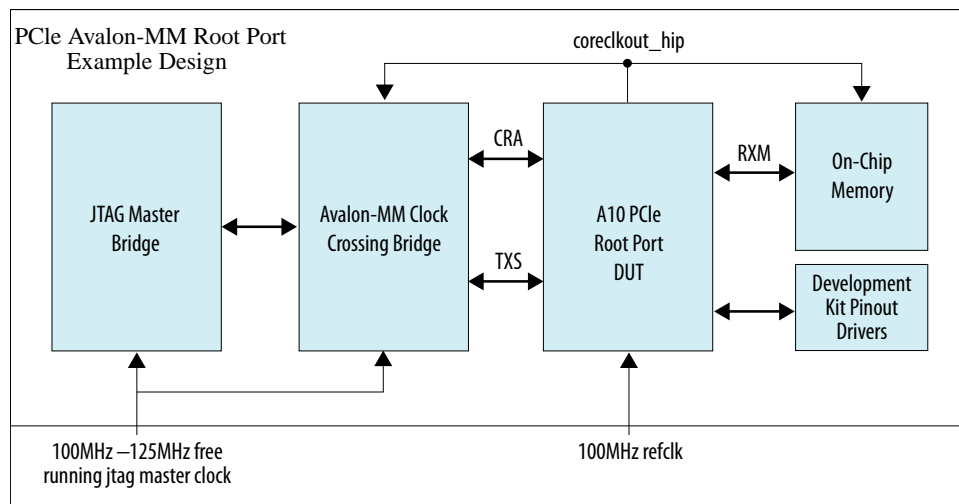 PCIe Avalon-MM Root Port
Example Design
coreclkout_hip
JTAG Master
Bridge
Avalon-MM Clock
Crossing Bridge
CRA
TXS
A10 PCIe
Root Port
DUT
RXM
On-Chip
Memory
Development
Kit Pinout
Drivers
100MHz –125MHz free
running jtag master clock
100MHz refclk